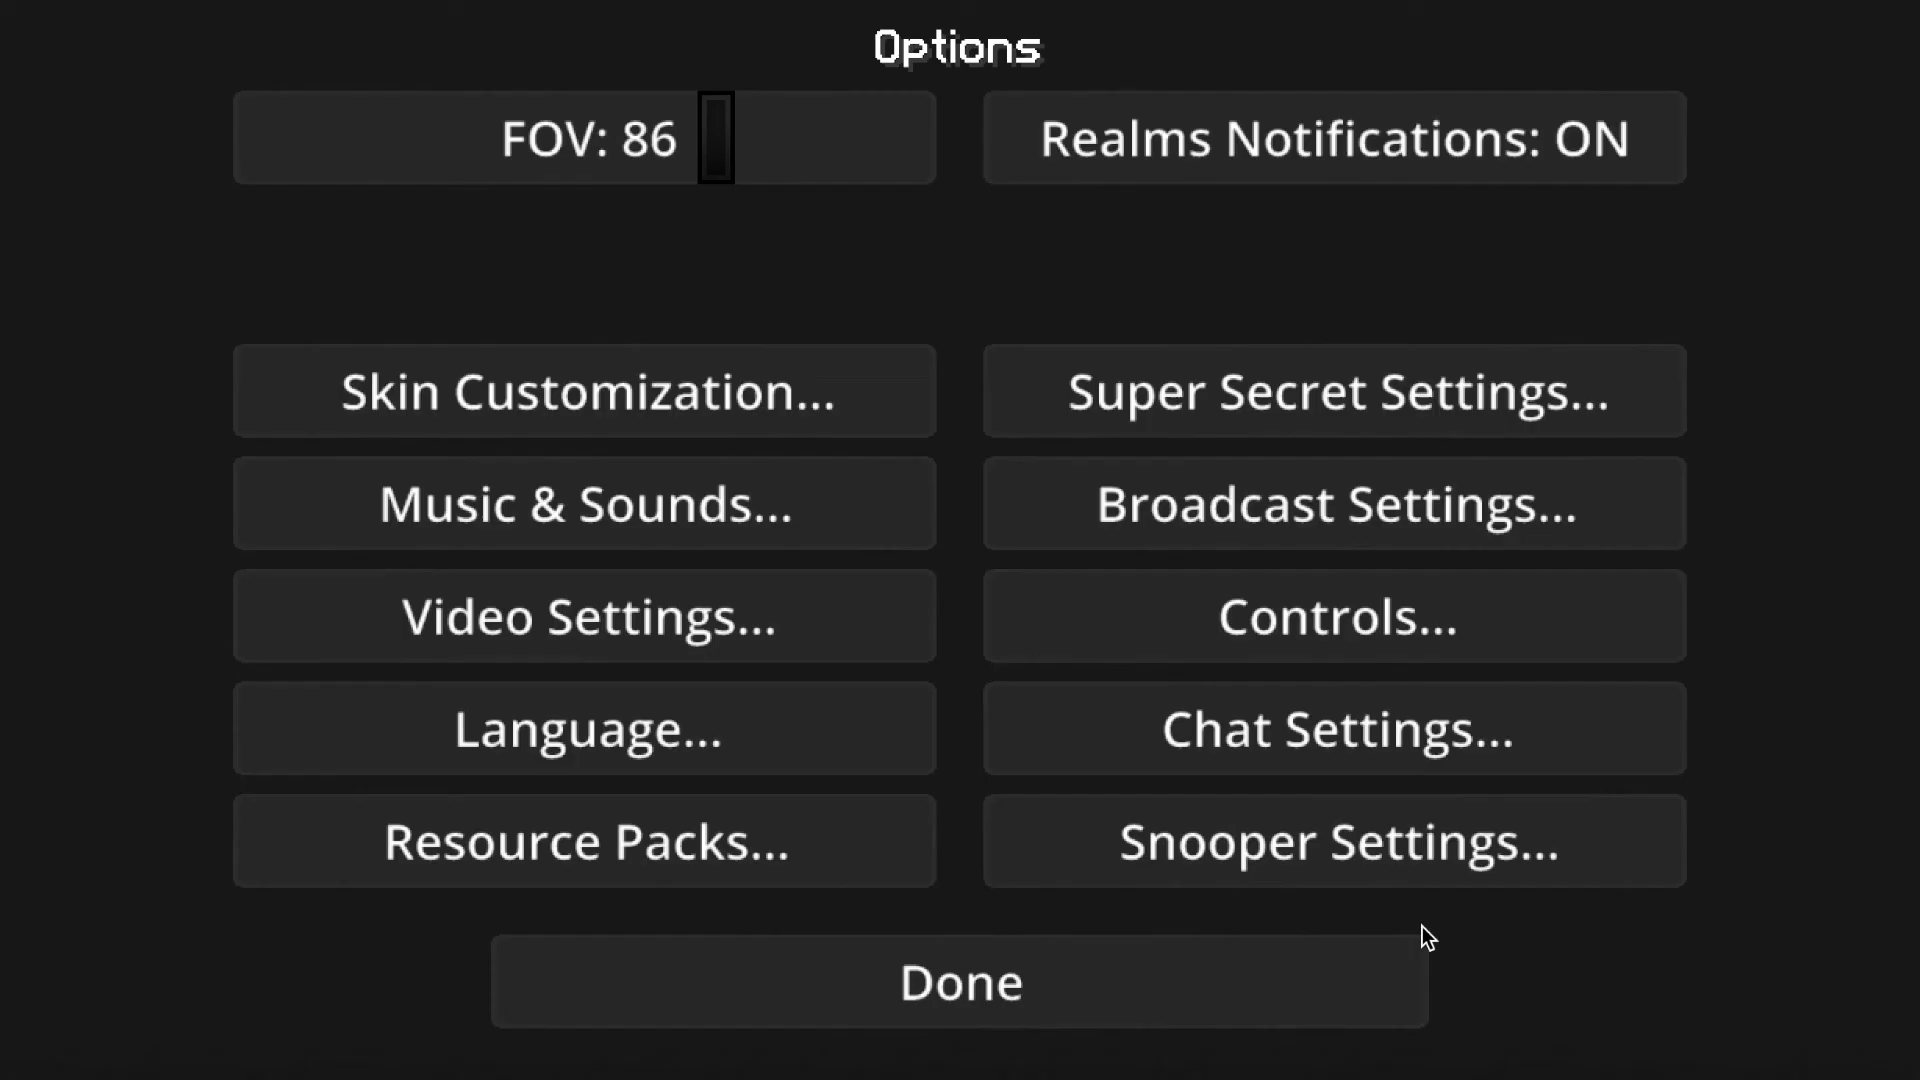 Options
FOV: 86
Realms Notifications: ON
Skin Customization...
Super Secret Settings...
Music & Sounds...
Broadcast Settings...
Video Settings...
Controls...
Language...
Chat Settings...
Resource Packs...
Snooper Settings...
Done